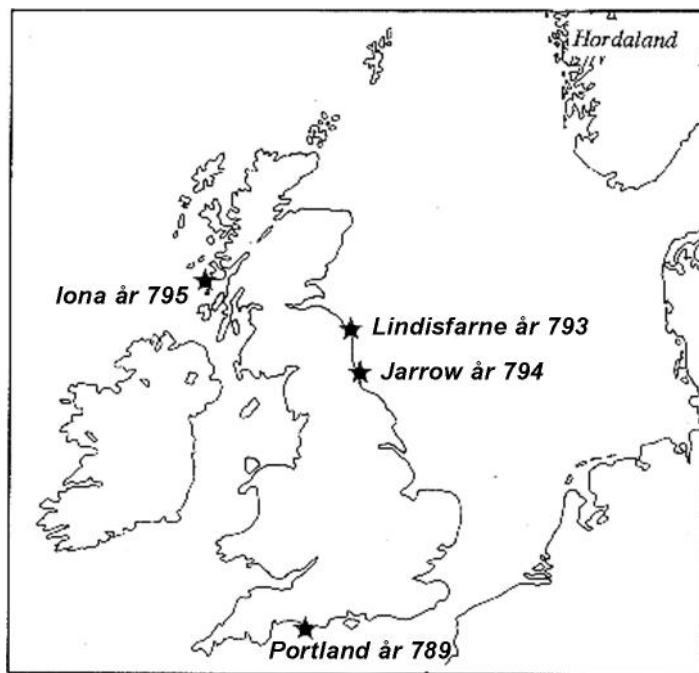 Hordaland
Iona år 795
Lindisfarne år 793
Jarrow år 794
Portland år 789